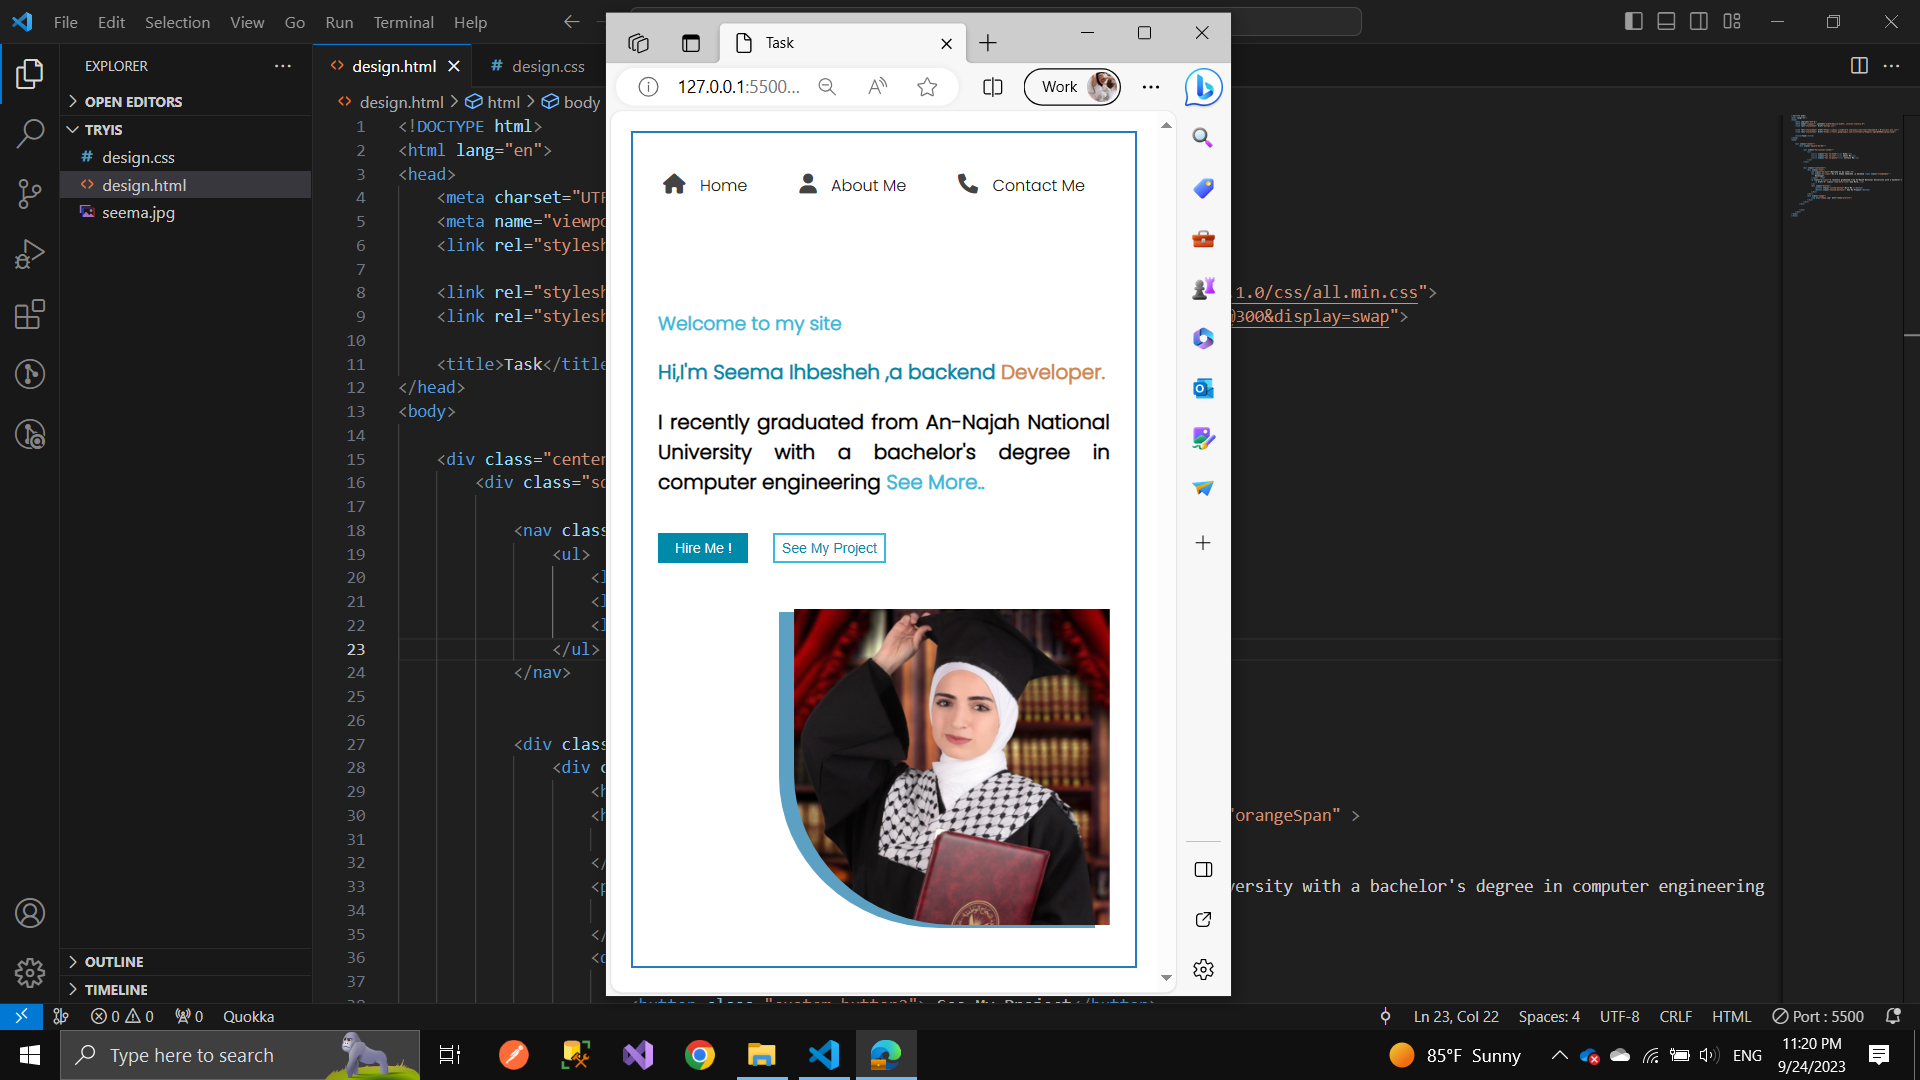 File Edit Selection View Go Run Terminal Help
EXPLORER
OPEN EDITORS
TRYIS
design.css
design.html
seema.jpg
OUTLINE
TIMELINE
design.html
design.css
design.html > html > body
1 <!DOCTYPE html>
2 <html lang="en">
3 <head>
4 <meta charset="UTF
5 <meta name="viewpo
6 <link rel="stylesh
7
8 <link rel="stylesh
9 <link rel="stylesh
10
11 <title>Task</title
12 </head>
13 <body>
14
15 <div class="center
16 <div class="sq
17
18 <nav class
19 <ul>
20 <l
21 <l
22 <l
23 </ul>
24 </nav>
25
26
27 <div class
28 <div c
29 <h
30 <h
31
32 </
33 <p
34
35 </
36 <d
37
.1.0/css/all.min.css">
@300&display=swap">
"orangeSpan" >
versity with a bachelor's degree in computer engineering
Task
127.0.0.1:5500...
Work
Home
About Me
Contact Me
Welcome to my site
Hi,I'm Seema Ihbesheh ,a backend Developer.
I recently graduated from An-Najah National
University with a bachelor's degree in
computer engineering See More..
Hire Me !
See My Project
0 0 0 Quokka
Ln 23, Col 22 Spaces: 4 UTF-8 CRLF HTML Port : 5500
Type here to search
85°F Sunny
ENG
11:20 PM
9/24/2023